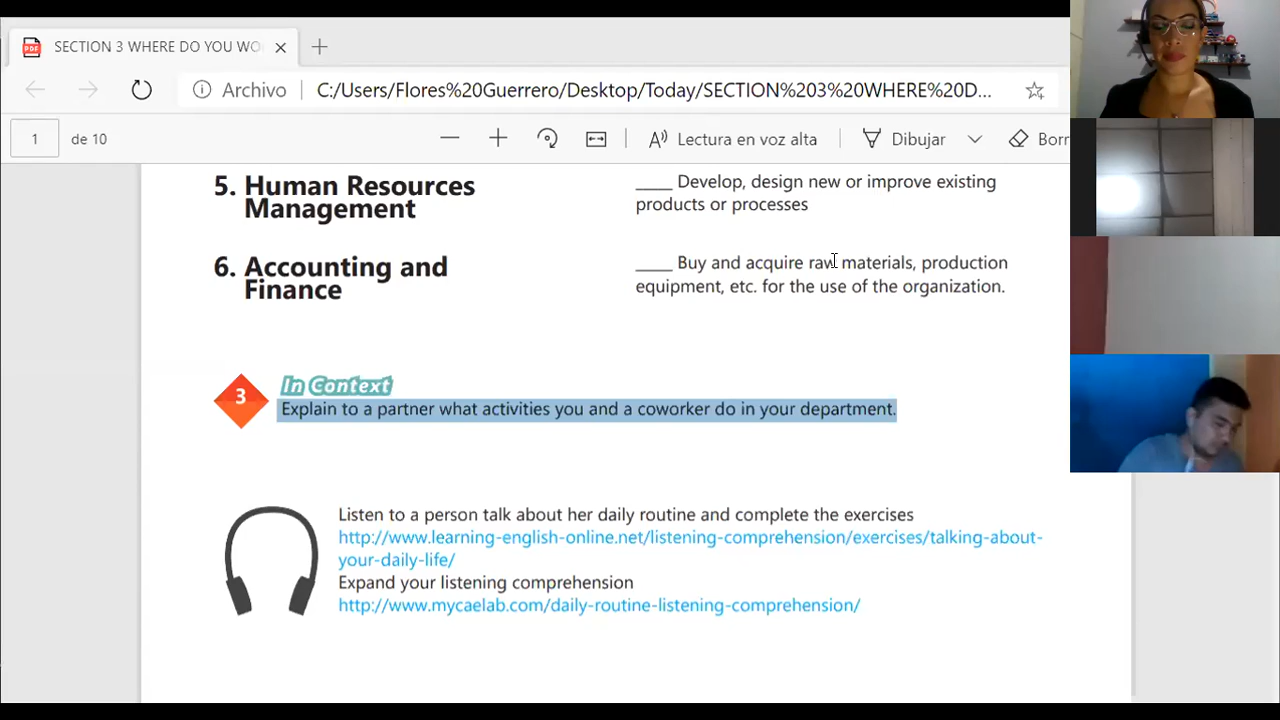 SECTION 3 WHERE DO YOU WO
Archivo
C:/Users/Flores%20Guerrero/Desktop/Today/SECTION%203%20WHERE%20D...
1
de 10
Lectura en voz alta
Dibujar
Borr
5. Human Resources
Management
_____ Develop, design new or improve existing
products or processes
6. Accounting and
Finance
_____ Buy and acquire raw materials, production
equipment, etc. for the use of the organization.
3
In Context
Explain to a partner what activities you and a coworker do in your department.
Listen to a person talk about her daily routine and complete the exercises
http://www.learning-english-online.net/listening-comprehension/exercises/talking-about-
your-daily-life/
Expand your listening comprehension
http://www.mycaelab.com/daily-routine-listening-comprehension/